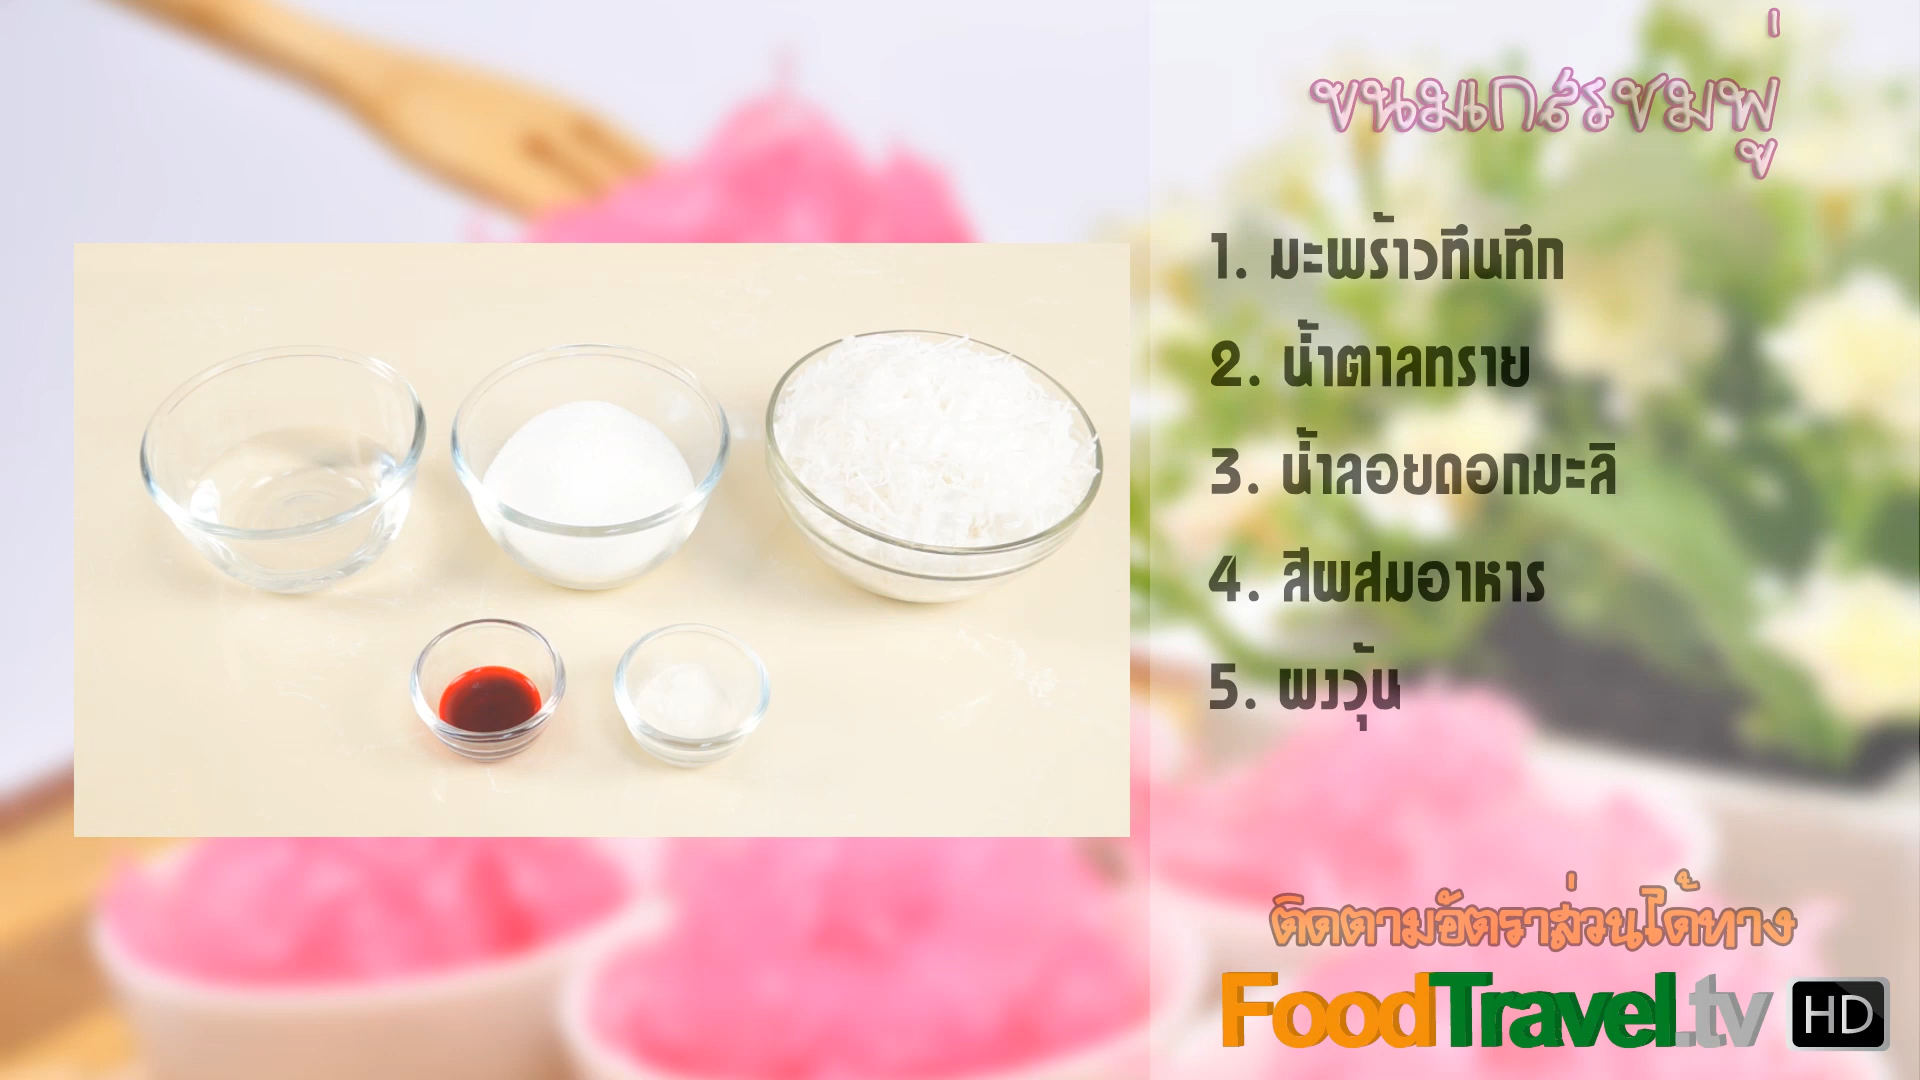 ขนมเกสรชมพู่
1. มะพร้าวทึนทึก
2. น้ำตาลทราย
3. น้ำลอยดอกมะลิ
4. สีผสมอาหาร
5. ผงวุ้น
ติดตามอัตราส่วนได้ทาง
FoodTravel.tv HD